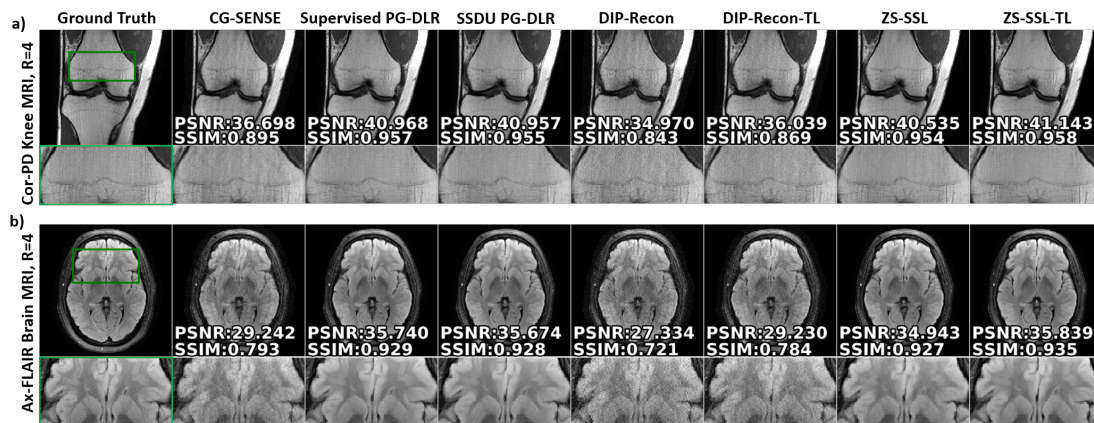 Ground Truth CG-SENSE Supervised PG-DLR SSDU PG-DLR DIP-Recon DIP-Recon-TL ZS-SSL ZS-SSL-TL
a)
Cor-PD Knee MRI, R=4
PSNR:36.698 PSNR:40.968 PSNR:40.957 PSNR:34.970 PSNR:36.039 PSNR:40.535 PSNR:41.143
SSIM:0.895 SSIM:0.957 SSIM:0.955 SSIM:0.843 SSIM:0.869 SSIM:0.954 SSIM:0.958
b)
Ax-FLAIR Brain MRI, R=4
PSNR:29.242 PSNR:35.740 PSNR:35.674 PSNR:27.334 PSNR:29.230 PSNR:34.943 PSNR:35.839
SSIM:0.793 SSIM:0.929 SSIM:0.928 SSIM:0.721 SSIM:0.784 SSIM:0.927 SSIM:0.935